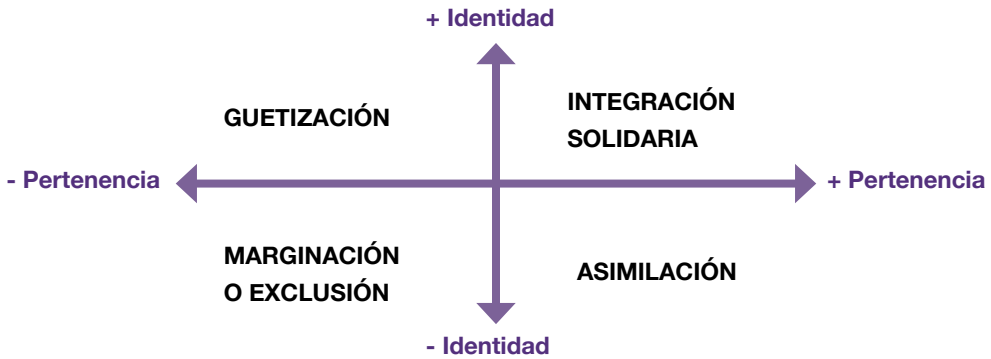 + Identidad
GUETIZACIÓN
INTEGRACIÓN
SOLIDARIA
- Pertenencia
+ Pertenencia
MARGINACIÓN
O EXCLUSIÓN
ASIMILACIÓN
- Identidad